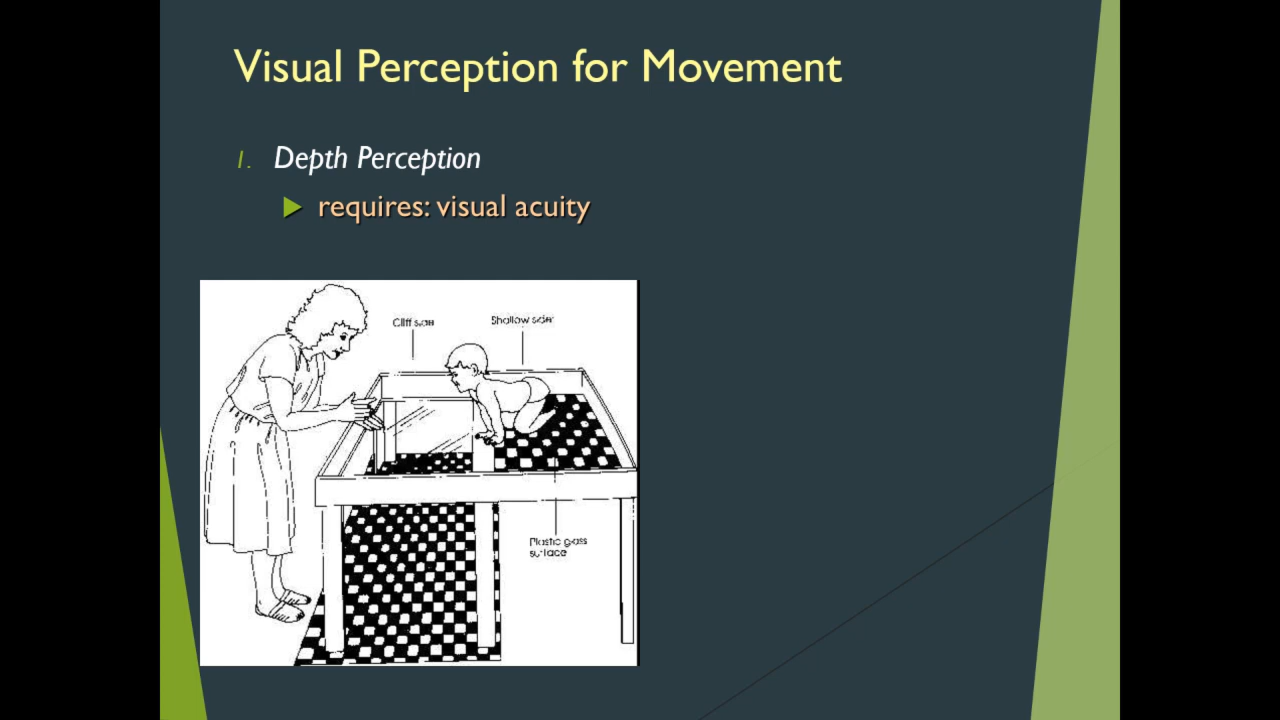 Visual Perception for Movement
1. Depth Perception
requires: visual acuity
Cliff side
Shallow side
Plastic glass
surface